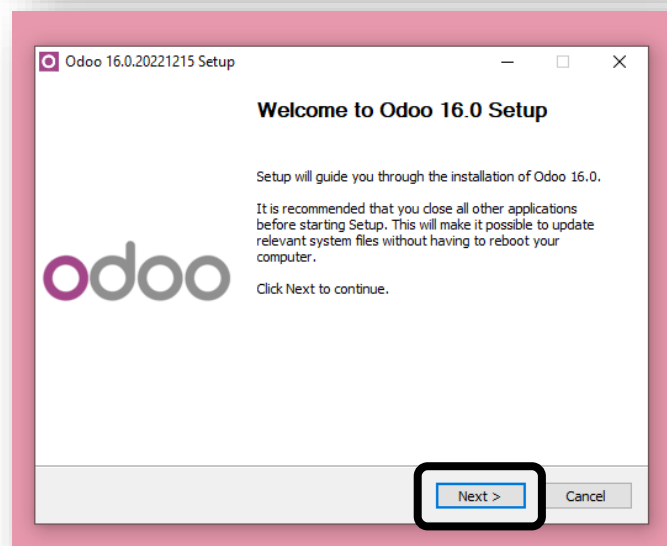 Odoo 16.0.20221215 Setup
Welcome to Odoo 16.0 Setup
Setup will guide you through the installation of Odoo 16.0.
It is recommended that you close all other applications
before starting Setup. This will make it possible to update
relevant system files without having to reboot your
computer.
odoo
Click Next to continue.
Next >
Cancel